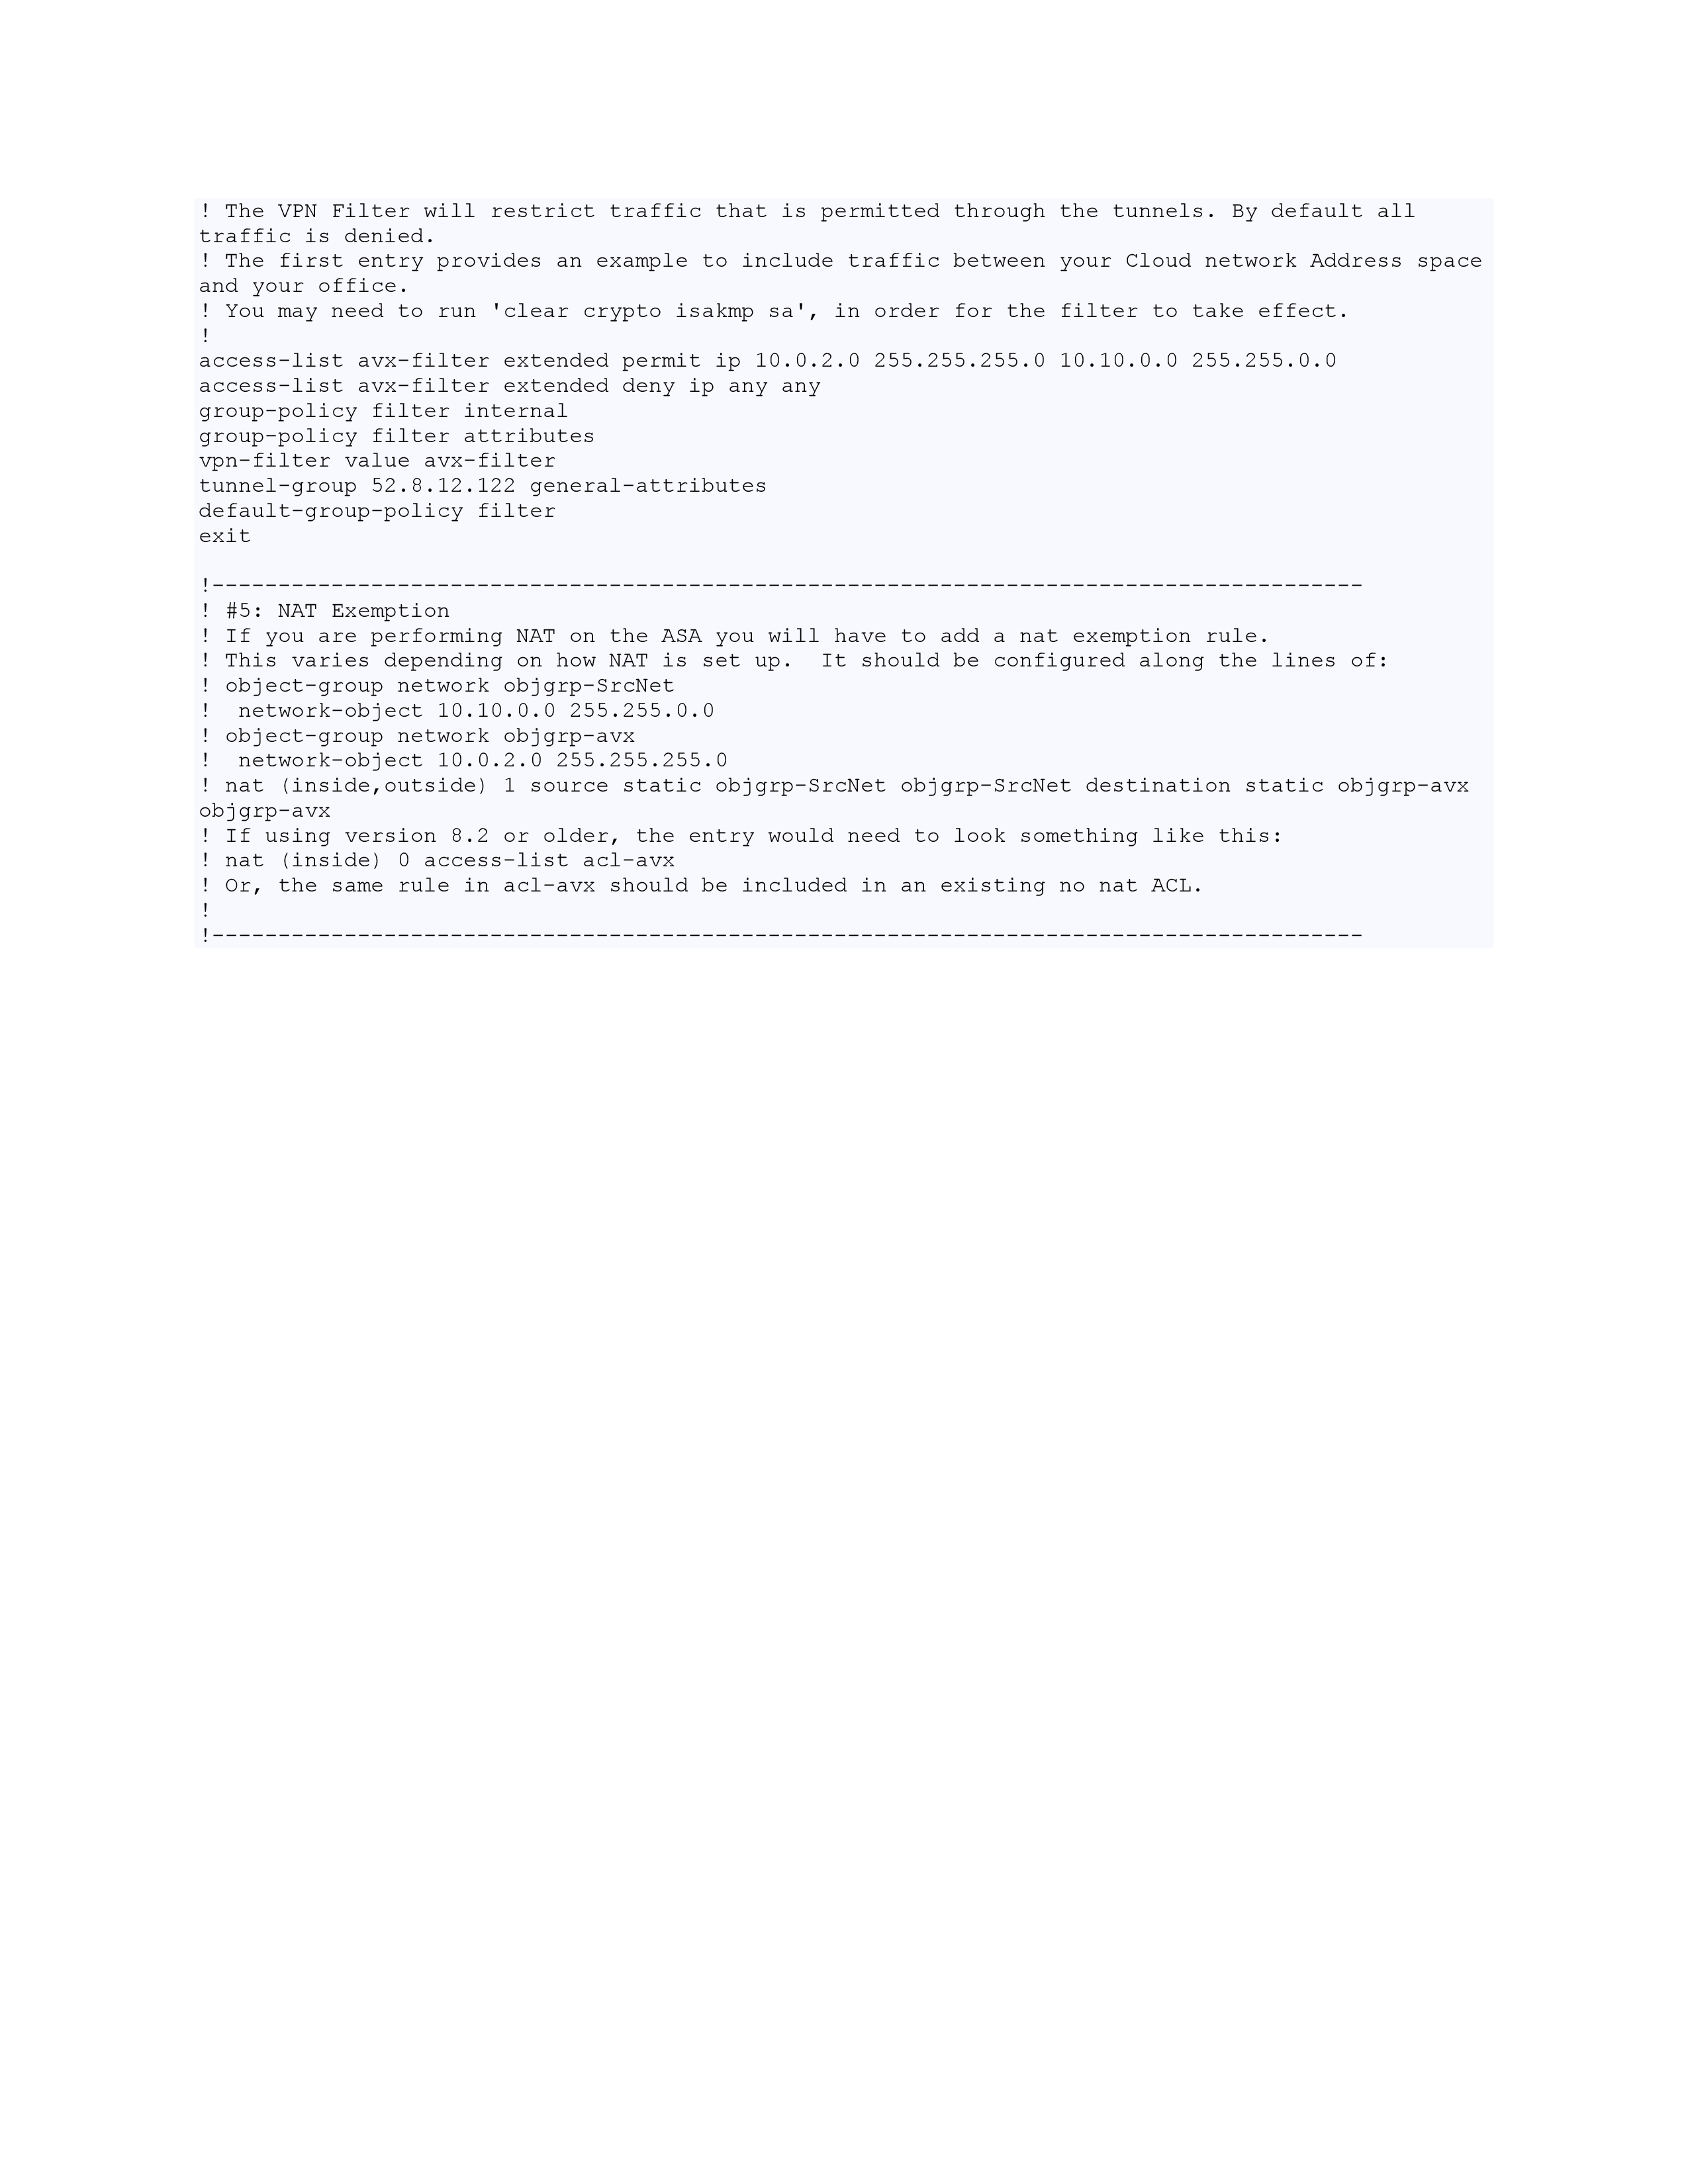 ! The VPN Filter will restrict traffic that is permitted through the tunnels. By default all
traffic is denied.
! The first entry provides an example to include traffic between your Cloud network Address space
and your office.
! You may need to run 'clear crypto isakmp sa', in order for the filter to take effect.
!
access-list avx-filter extended permit ip 10.0.2.0 255.255.255.0 10.10.0.0 255.255.0.0
access-list avx-filter extended deny ip any any
group-policy filter internal
group-policy filter attributes
vpn-filter value avx-filter
tunnel-group 52.8.12.122 general-attributes
default-group-policy filter
exit

!---------------------------------------------------------------------------------------
! #5: NAT Exemption
! If you are performing NAT on the ASA you will have to add a nat exemption rule.
! This varies depending on how NAT is set up.  It should be configured along the lines of:
! object-group network objgrp-SrcNet
!  network-object 10.10.0.0 255.255.0.0
! object-group network objgrp-avx
!  network-object 10.0.2.0 255.255.255.0
! nat (inside,outside) 1 source static objgrp-SrcNet objgrp-SrcNet destination static objgrp-avx
objgrp-avx
! If using version 8.2 or older, the entry would need to look something like this:
! nat (inside) 0 access-list acl-avx
! Or, the same rule in acl-avx should be included in an existing no nat ACL.
!
!---------------------------------------------------------------------------------------